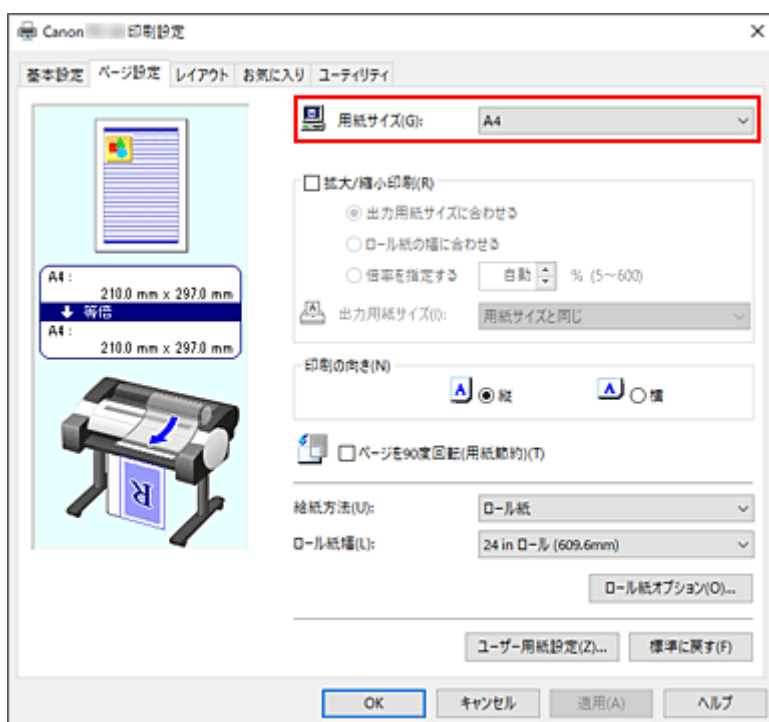 Canon 印刷設定
基本設定 ページ設定 レイアウト お気に入り ユーティリティ
用紙サイズ(G): A4
拡大/縮小印刷(R)
出力用紙サイズに合わせる
ロール紙の幅に合わせる
倍率を指定する 自動 % (5～600)
出力用紙サイズ(I): 用紙サイズと同じ
A4 :
210.0 mm x 297.0 mm
等倍
A4 :
210.0 mm x 297.0 mm
印刷の向き(N)
A 縦 A 横
ページを90度回転(用紙節約)(T)
R
給紙方法(U): ロール紙
ロール紙幅(L): 24 in ロール (609.6mm)
ロール紙オプション(O)...
ユーザー用紙設定(Z)... 標準に戻す(F)
OK キャンセル 適用(A) ヘルプ